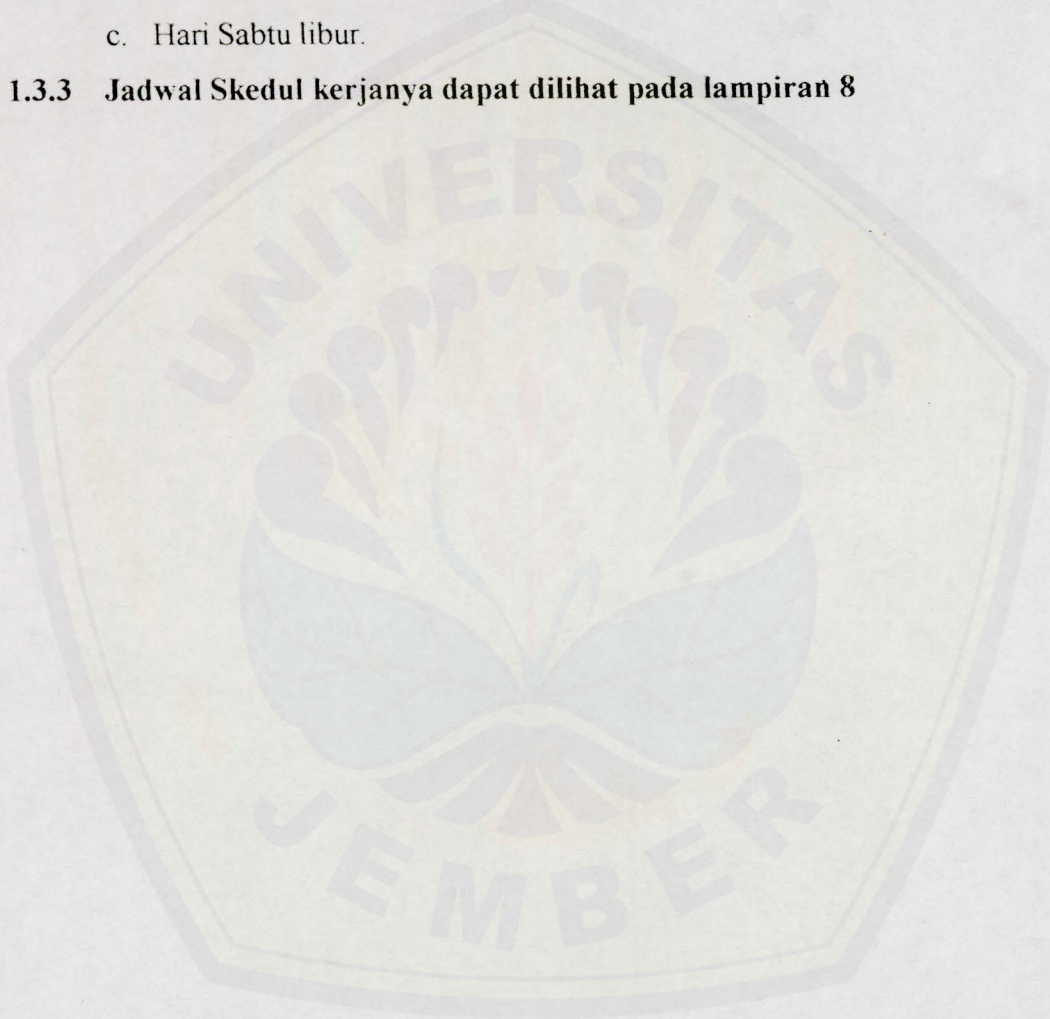 c. Hari Sabtu libur.
1.3.3 Jadwal Skedul kerjanya dapat dilihat pada lampiran 8
UNIVERSITAS
JEMBER